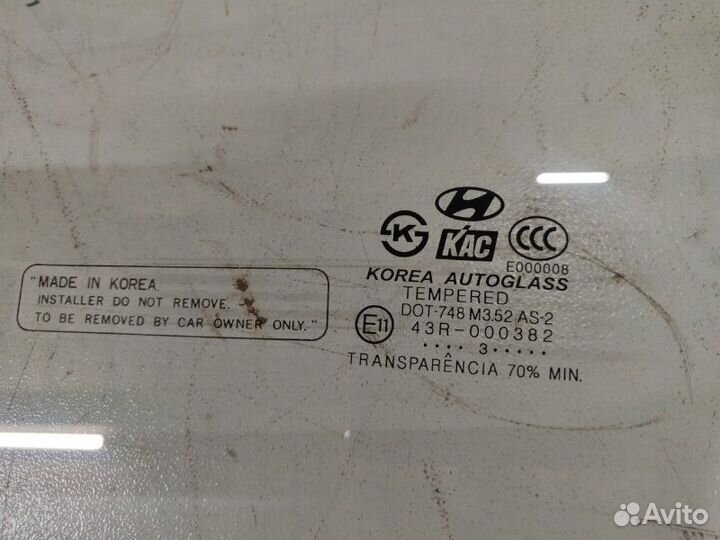 "MADE IN KOREA.
INSTALLER DO NOT REMOVE.
TO BE REMOVED BY CAR OWNER ONLY."
KS
KAC
CCC
E000008
KOREA AUTOGLASS
TEMPERED
DOT-748 M3.52 AS-2
E11
43R-000382
···· 3 ·····
TRANSPARÊNCIA 70% MIN.
Avito